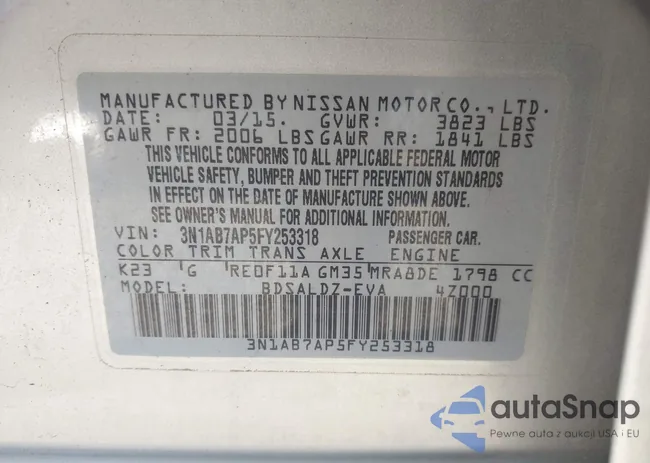 MANUFACTURED BY NISSAN MOTOR CO., LTD.
DATE: 03/15. GVWR: 3823 LBS
GAWR FR: 2006 LBS GAWR RR: 1841 LBS
THIS VEHICLE CONFORMS TO ALL APPLICABLE FEDERAL MOTOR
VEHICLE SAFETY, BUMPER AND THEFT PREVENTION STANDARDS
IN EFFECT ON THE DATE OF MANUFACTURE SHOWN ABOVE.
SEE OWNER'S MANUAL FOR ADDITIONAL INFORMATION
VIN: 3N1AB7AP5FY253318 PASSENGER CAR.
COLOR TRIM TRANS AXLE ENGINE
K23 G RE0F11A GM35 MRA8DE 1798 CC
MODEL: BDSALDZ-EVA 4Z000
3N1AB7AP5FY253318
autaSnap
Pewne auta z aukcji USA i EU